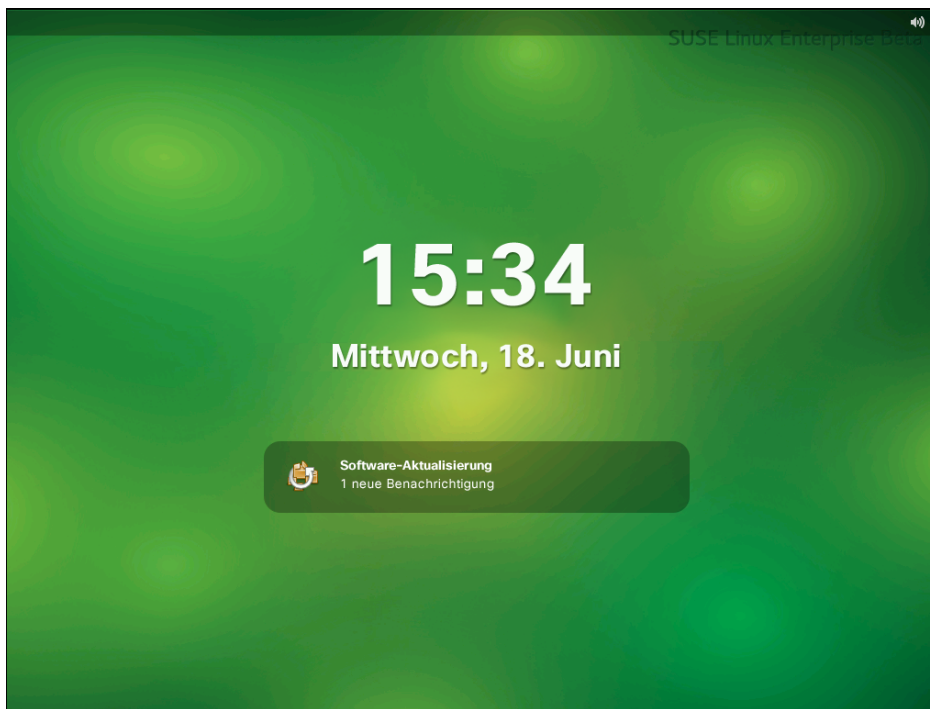 SUSE Linux Enterprise Beta
15:34
Mittwoch, 18. Juni
Software-Aktualisierung
1 neue Benachrichtigung